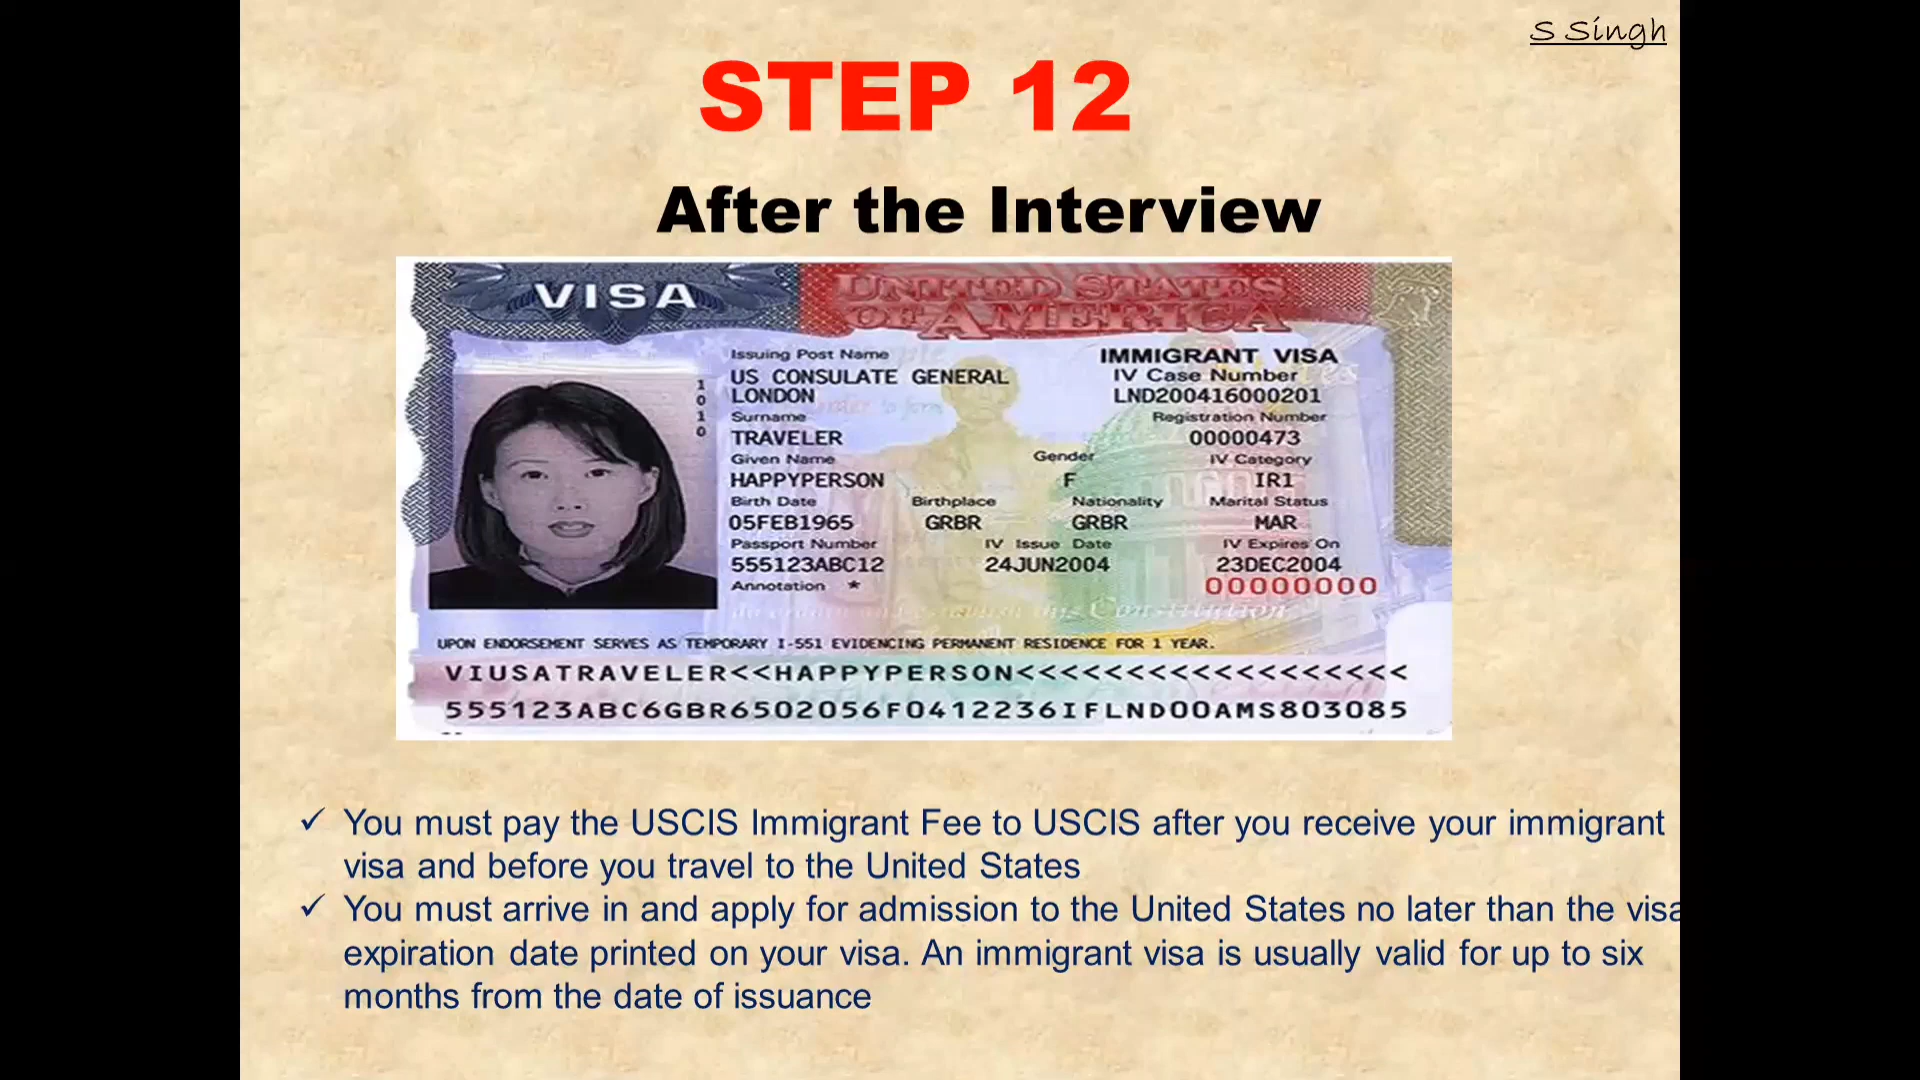 S Singh
STEP 12
After the Interview
VISA
UNITED STATES
OF AMERICA
Issuing Post Name
IMMIGRANT VISA
US CONSULATE GENERAL
IV Case Number
LONDON
LND200416000201
Surname
Registration Number
TRAVELER
00000473
Given Name
Gender
IV Category
HAPPYPERSON
F
IR1
Birth Date
Birthplace
Nationality
Marital Status
05FEB1965
GRBR
GRBR
MAR
Passport Number
IV Issue Date
IV Expires On
555123ABC12
24JUN2004
23DEC2004
Annotation *
00000000
1010
UPON ENDORSEMENT SERVES AS TEMPORARY I-551 EVIDENCING PERMANENT RESIDENCE FOR 1 YEAR.
VIUSATRAVELER<<HAPPYPERSON<<<<<<<<<<<<<<<<<<
555123ABC6GBR6502056F0412236IFLND00AMS803085
✓ You must pay the USCIS Immigrant Fee to USCIS after you receive your immigrant
visa and before you travel to the United States
✓ You must arrive in and apply for admission to the United States no later than the visa
expiration date printed on your visa. An immigrant visa is usually valid for up to six
months from the date of issuance